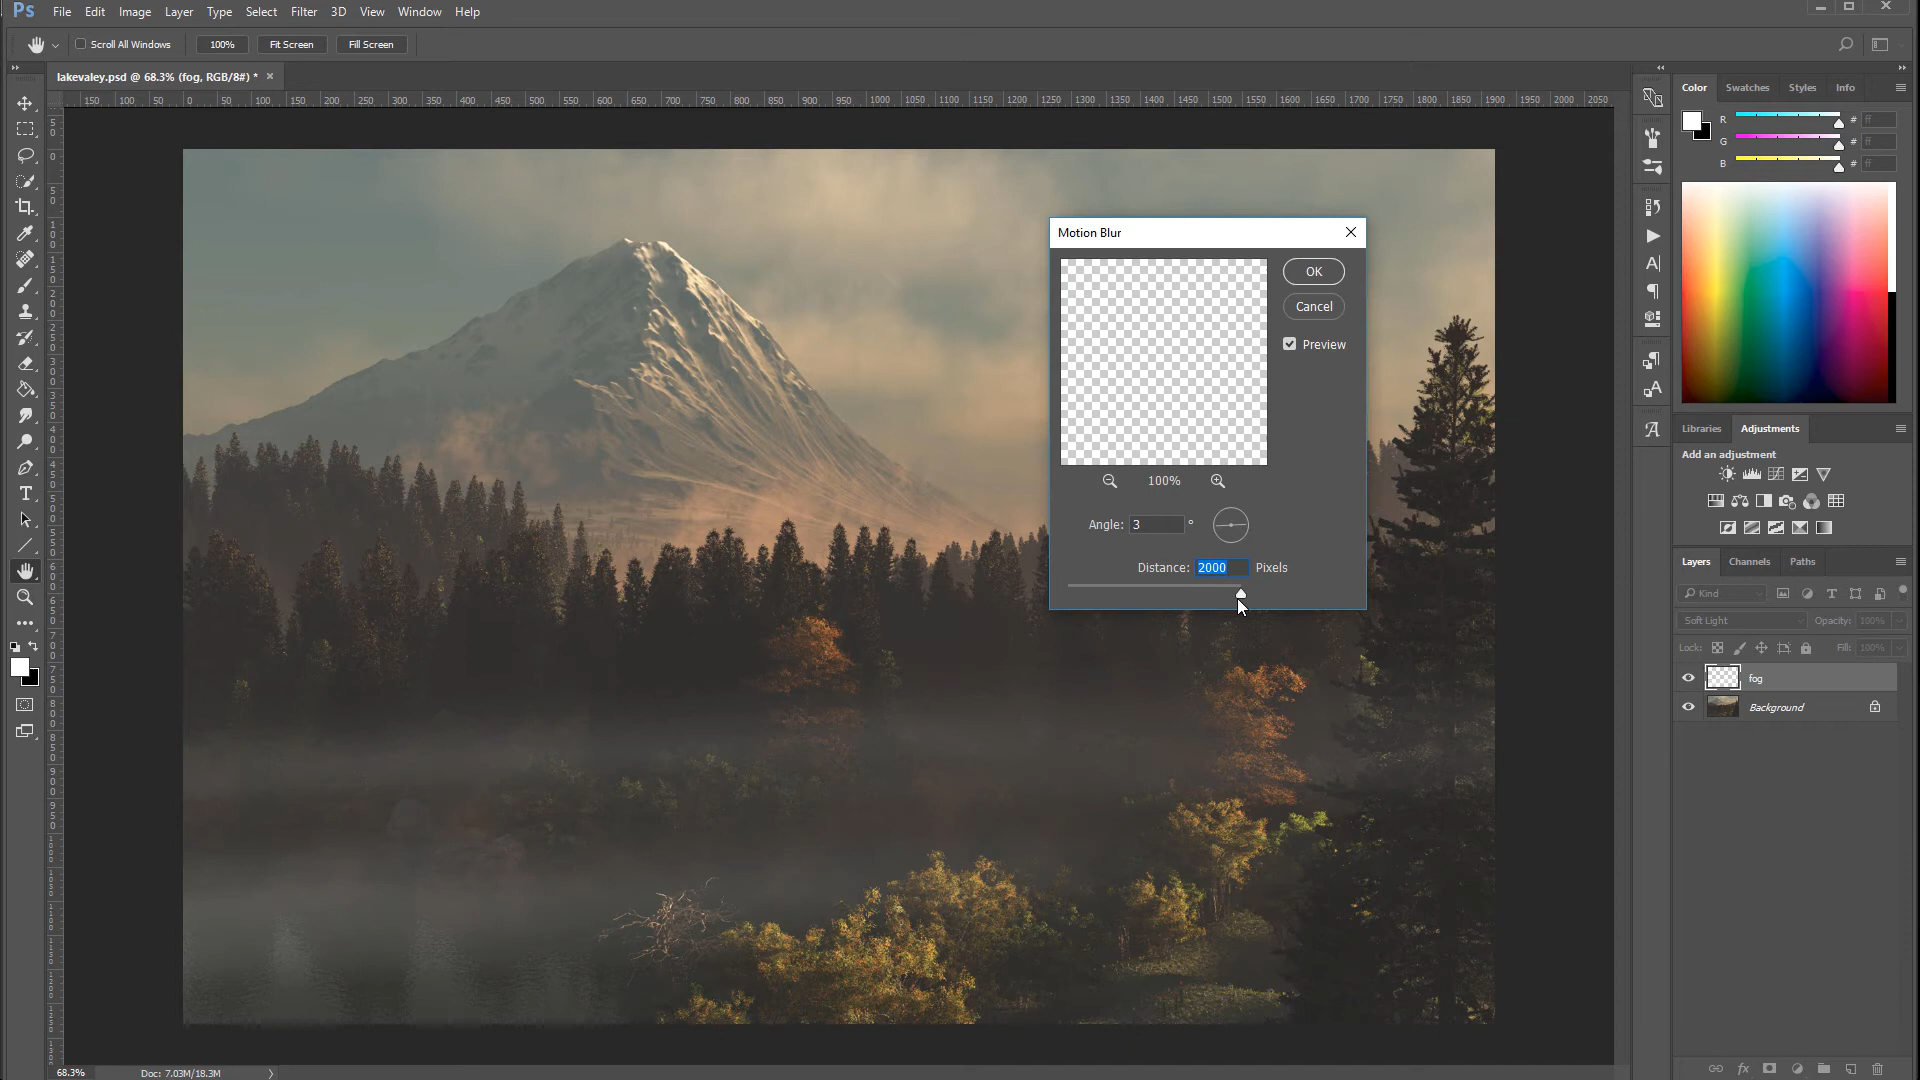 Ps File Edit Image Layer Type Select Filter 3D View Window Help
Scroll All Windows 100% Fit Screen Fill Screen
lakevaley.psd @ 68.3% (fog, RGB/8#) *
150 100 50 0 50 100 150 200 250 300 350 400 450 500 550 600 650 700 750 800 850 900 950 1000 1050 1100 1150 1200 1250 1300 1350 1400 1450 1500 1550 1600 1650 1700 1750 1800 1850 1900 1950 2000 2050
Motion Blur
OK
Cancel
Preview
100%
Angle: 3 °
Distance: 2000 Pixels
Color Swatches Styles Info
R # ff
G # ff
B # ff
Libraries Adjustments
Add an adjustment
Layers Channels Paths
Kind
Soft Light Opacity: 100%
Lock: Fill: 100%
fog
Background
68.3% Doc: 7.03M/18.3M